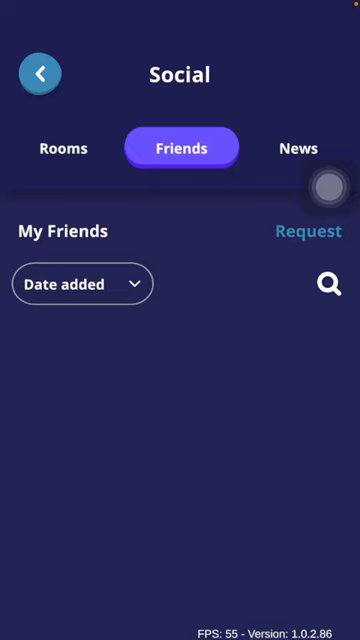 Social
Rooms
Friends
News
My Friends
Request
Date added
FPS: 55 - Version: 1.0.2.86